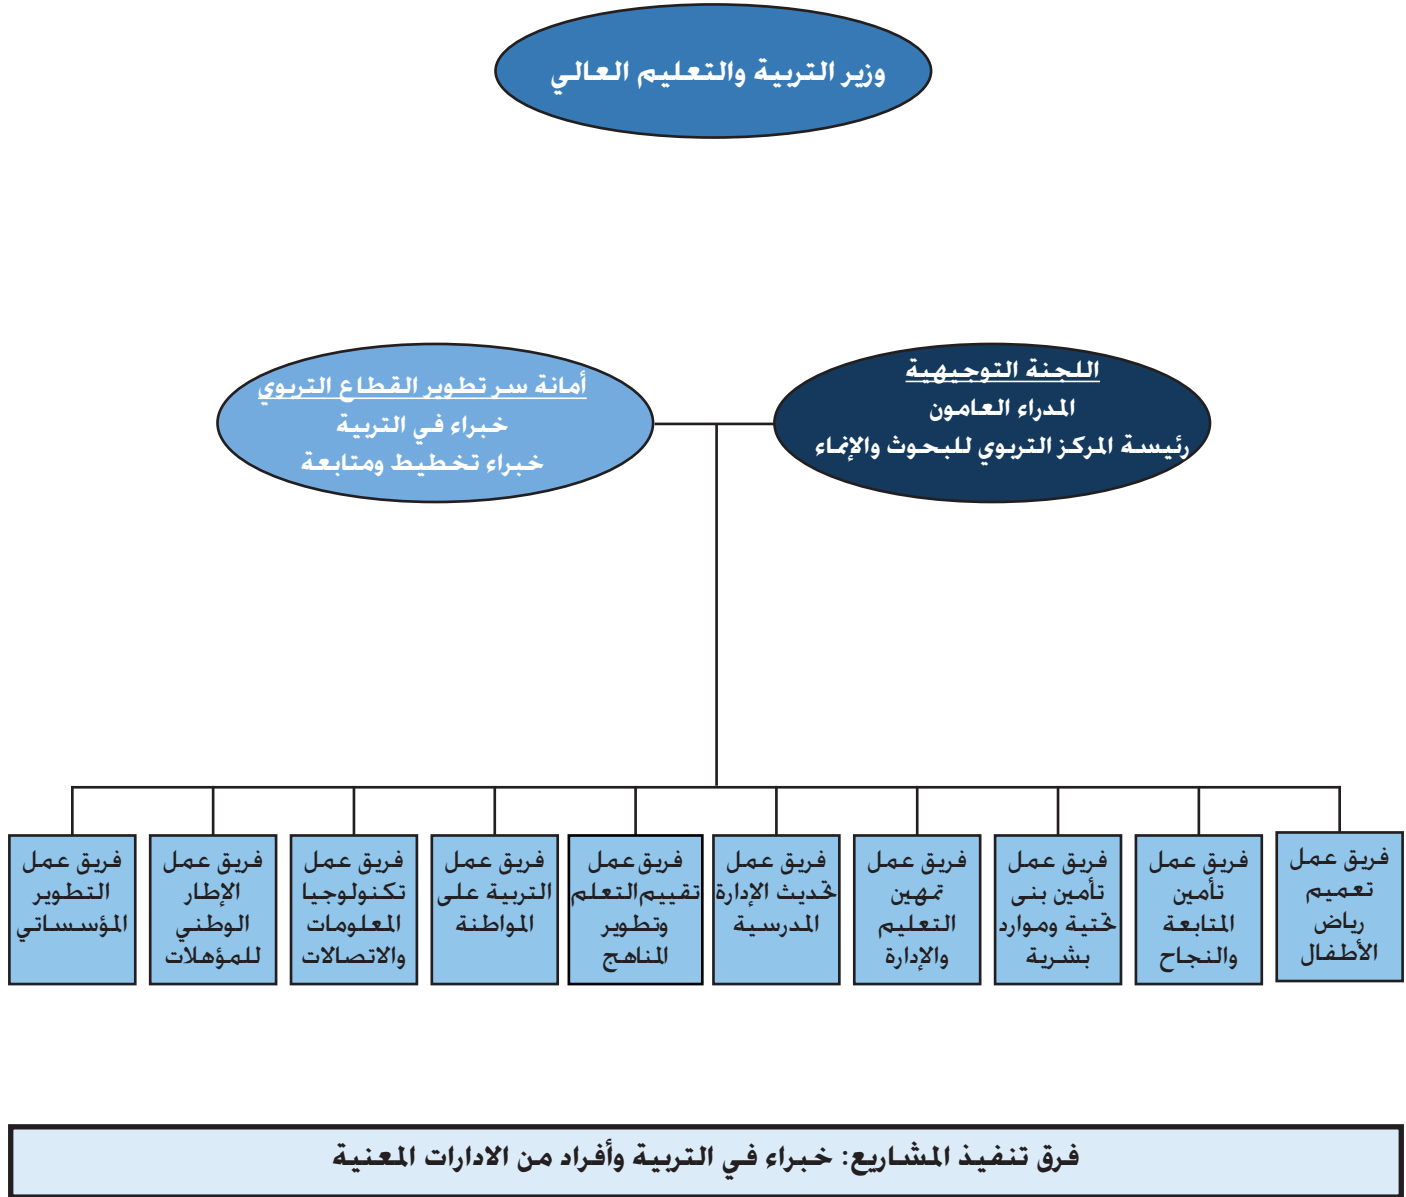 وزير التربية والتعليم العالي
اللجنة التوجيهية
المدراء العامون
رئيسة المركز التربوي للبحوث والإنماء
أمانة سر تطوير القطاع التربوي
خبراء في التربية
خبراء تخطيط ومتابعة
فريق عمل
تعميم
رياض
الأطفال
فريق عمل
تأمين
المتابعة
والنجاح
فريق عمل
تأمين بنى
تحتية وموارد
بشرية
فريق عمل
تمهين
التعليم
والإدارة
فريق عمل
تحديث الإدارة
المدرسية
فريق عمل
تقييم التعلم
وتطوير
المناهج
فريق عمل
التربية على
المواطنة
فريق عمل
تكنولوجيا
المعلومات
والاتصالات
فريق عمل
الإطار
الوطني
للمؤهلات
فريق عمل
التطوير
المؤسساتي
فرق تنفيذ المشاريع: خبراء في التربية وأفراد من الادارات المعنية